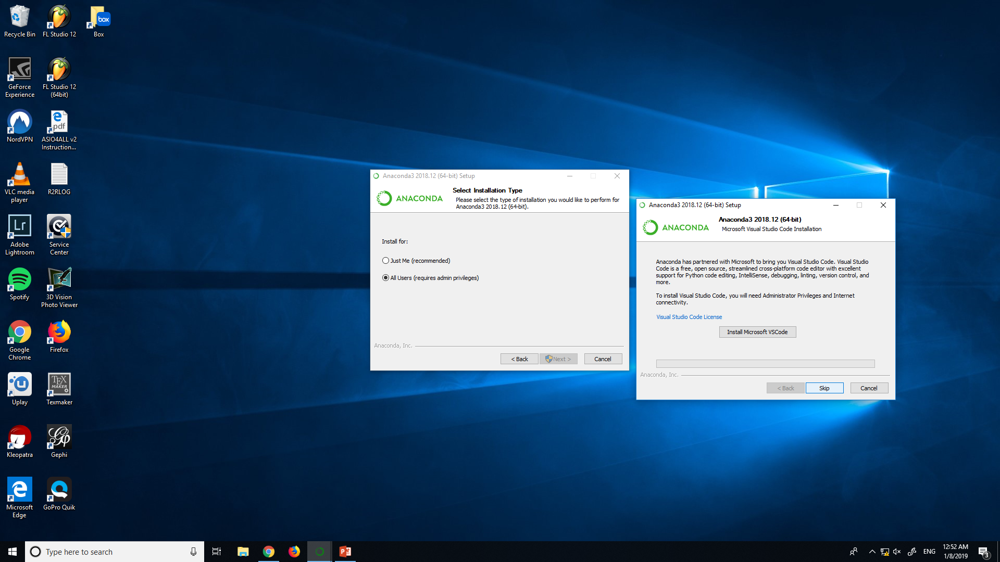 Recycle Bin
FL Studio 12
Box
box
GeForce
Experience
FL Studio 12
(64bit)
NordVPN
pdf
ASIO4ALL v2
Instruction...
VLC media
player
R2RLOG
Lr
Adobe
Lightroom
Service
Center
Spotify
3D Vision
Photo Viewer
Google
Chrome
Firefox
Uplay
TEX
MAKER
Texmaker
Kleopatra
Gephi
Microsoft
Edge
GoPro Quik
Anaconda3 2018.12 (64-bit) Setup
ANACONDA
Select Installation Type
Please select the type of installation you would like to perform for
Anaconda3 2018.12 (64-bit).
Install for:
Just Me (recommended)
All Users (requires admin privileges)
Anaconda, Inc.
< Back
Next >
Cancel
Anaconda3 2018.12 (64-bit) Setup
ANACONDA
Anaconda3 2018.12 (64-bit)
Microsoft Visual Studio Code Installation
Anaconda has partnered with Microsoft to bring you Visual Studio Code. Visual Studio
Code is a free, open source, streamlined cross-platform code editor with excellent
support for Python code editing, IntelliSense, debugging, linting, version control, and
more.
To install Visual Studio Code, you will need Administrator Privileges and Internet
connectivity.
Visual Studio Code License
Install Microsoft VSCode
Anaconda, Inc.
< Back
Skip
Cancel
Type here to search
ENG
12:52 AM
1/8/2019
3